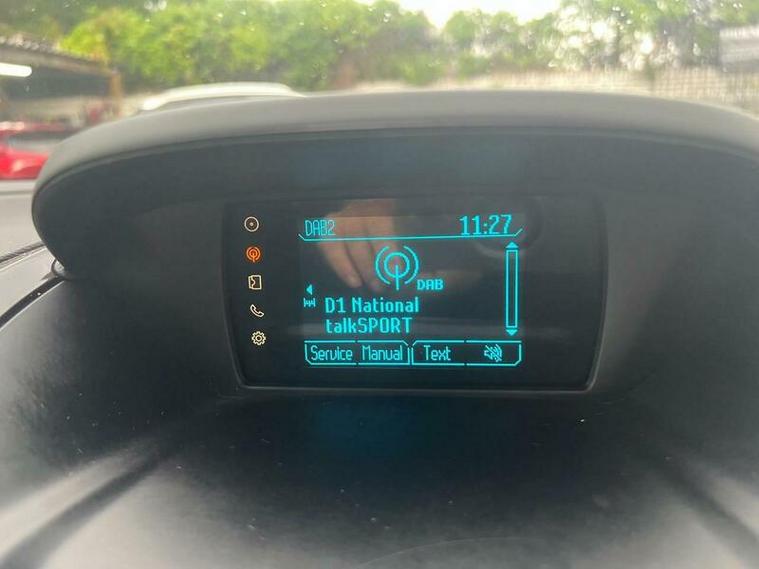 DAB2 11:27
DAB
D1 National
talkSPORT
Service Manual Text